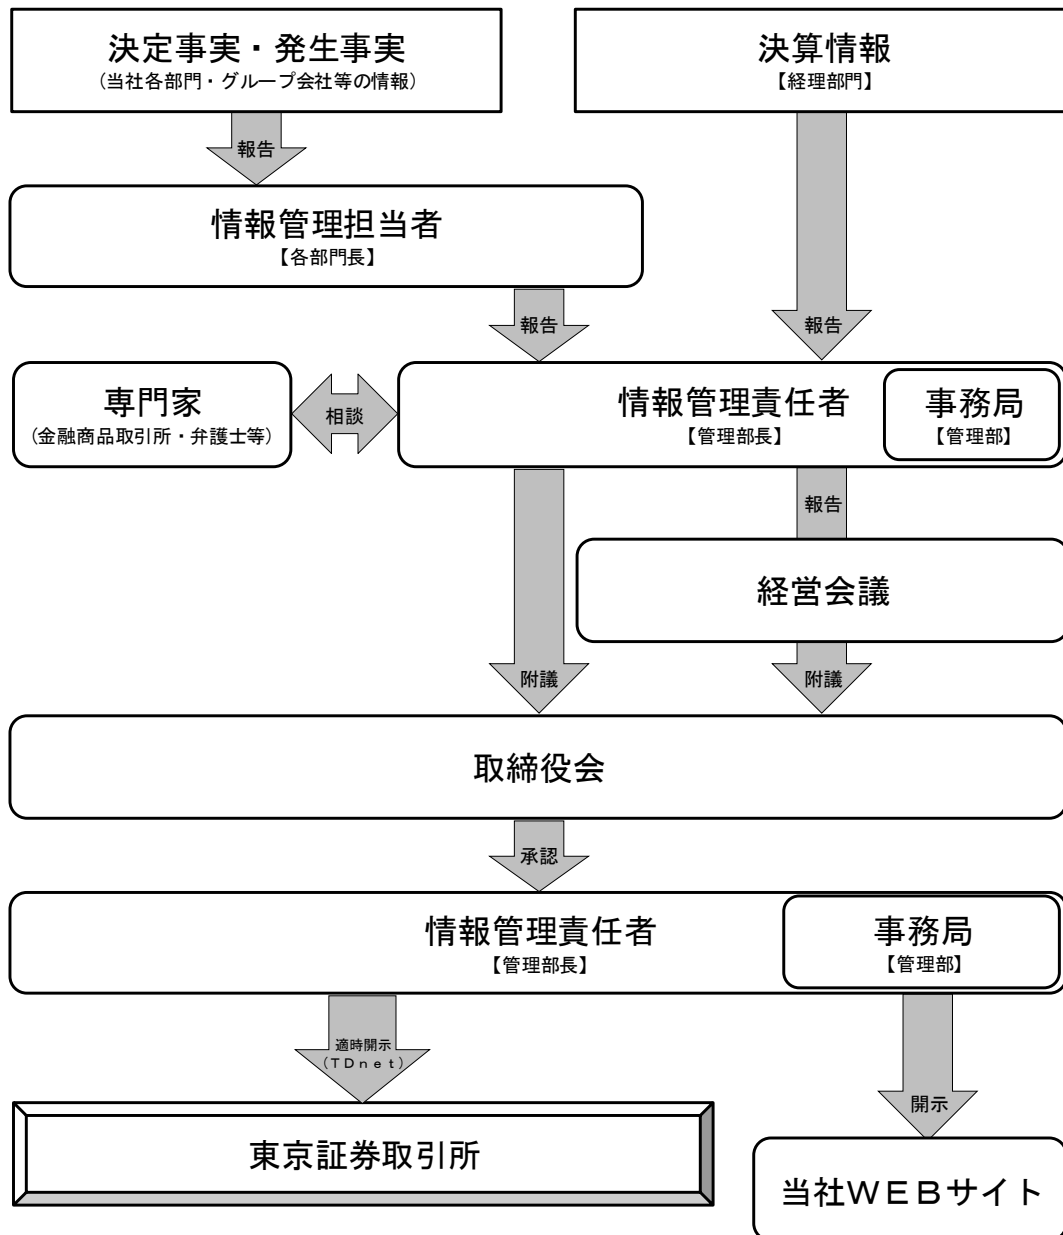 決定事実・発生事実
(当社各部門・グループ会社等の情報)
決算情報
【経理部門】
報告
情報管理担当者
【各部門長】
報告
報告
専門家
(金融商品取引所・弁護士等)
相談
情報管理責任者
【管理部長】
事務局
【管理部】
報告
経営会議
附議
附議
取締役会
承認
情報管理責任者
【管理部長】
事務局
【管理部】
適時開示
(TDnet)
開示
東京証券取引所
当社WEBサイト